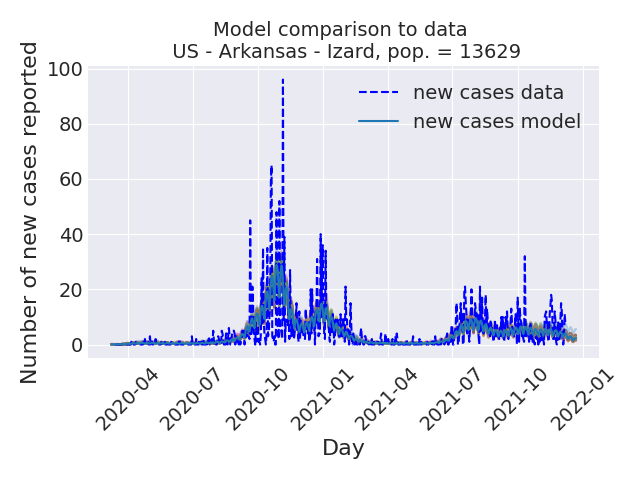 Model comparison to data
US - Arkansas - Izard, pop. = 13629
Number of new cases reported
100
80
60
40
20
0
new cases data
new cases model
2020-04
2020-07
2020-10
2021-01
2021-04
2021-07
2021-10
2022-01
Day